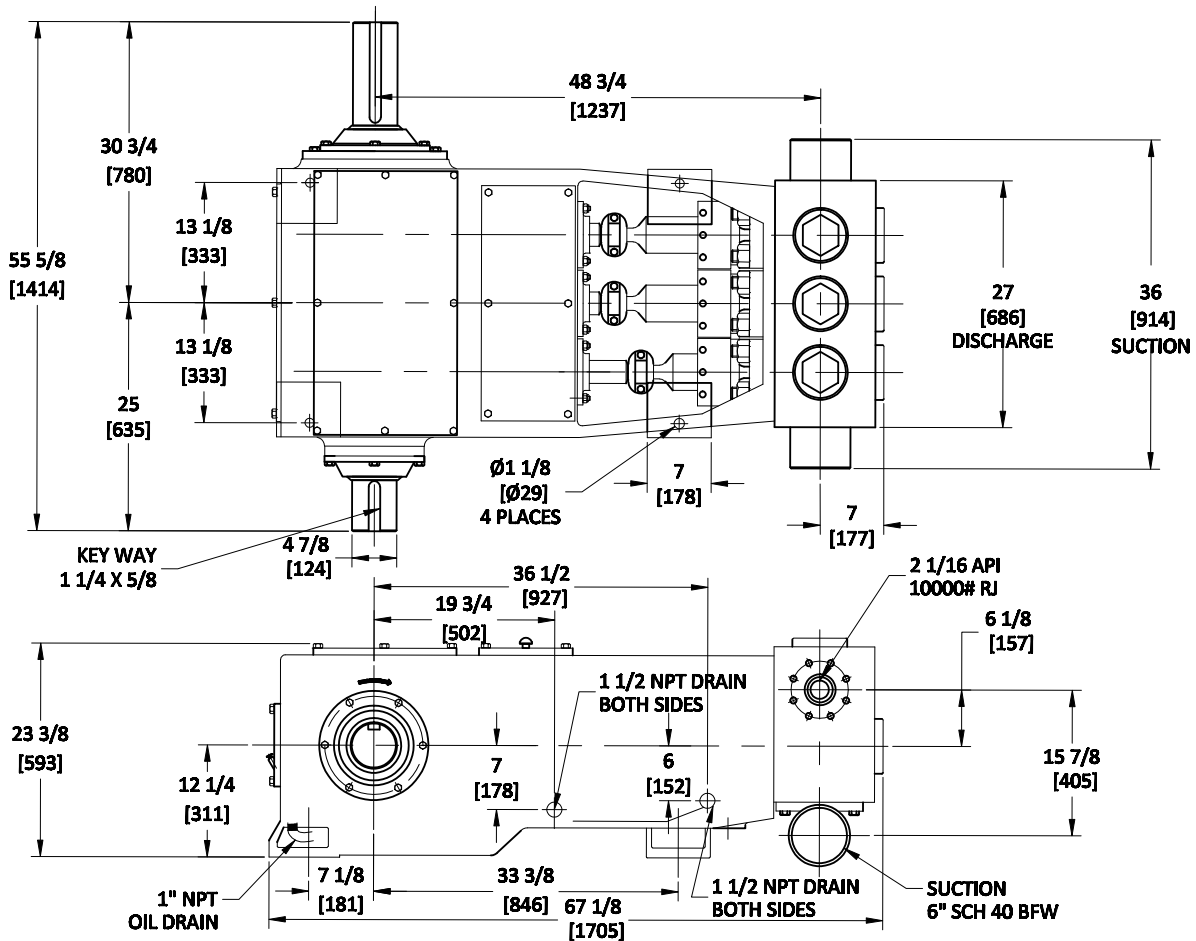 48 3/4
[1237]
30 3/4
[780]
13 1/8
[333]
55 5/8
[1414]
13 1/8
[333]
25
[635]
27
[686]
DISCHARGE
36
[914]
SUCTION
Ø1 1/8
[Ø29]
4 PLACES
7
[178]
7
[177]
KEY WAY
1 1/4 X 5/8
4 7/8
[124]
36 1/2
[927]
19 3/4
[502]
2 1/16 API
10000# RJ
6 1/8
[157]
1 1/2 NPT DRAIN
BOTH SIDES
23 3/8
[593]
12 1/4
[311]
7
[178]
6
[152]
15 7/8
[405]
1" NPT
OIL DRAIN
7 1/8
[181]
33 3/8
[846]
67 1/8
[1705]
1 1/2 NPT DRAIN
BOTH SIDES
SUCTION
6" SCH 40 BFW